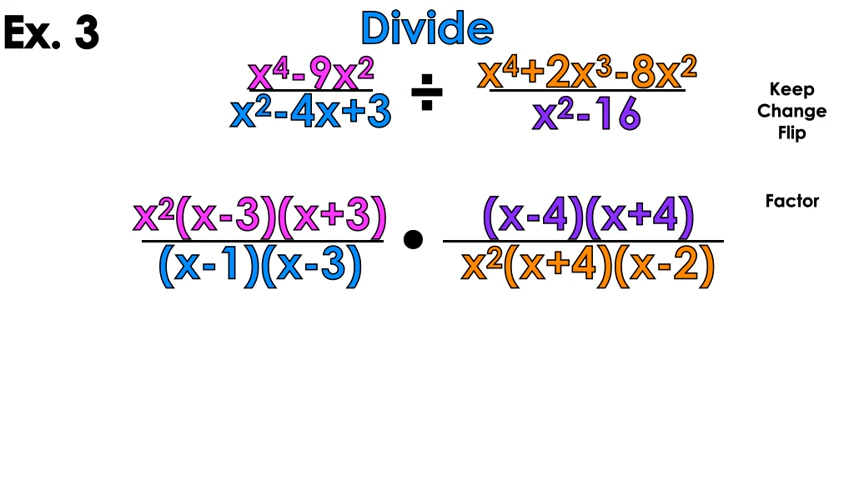 Ex. 3
Divide
x⁴-9x² ÷ x⁴+2x³-8x²
x²-4x+3 x²-16
Keep
Change
Flip
x²(x-3)(x+3) • (x-4)(x+4)
(x-1)(x-3) x²(x+4)(x-2)
Factor